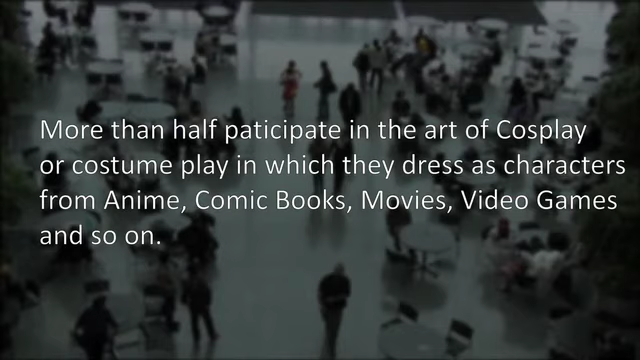 More than half paticipate in the art of Cosplay
or costume play in which they dress as characters
from Anime, Comic Books, Movies, Video Games
and so on.